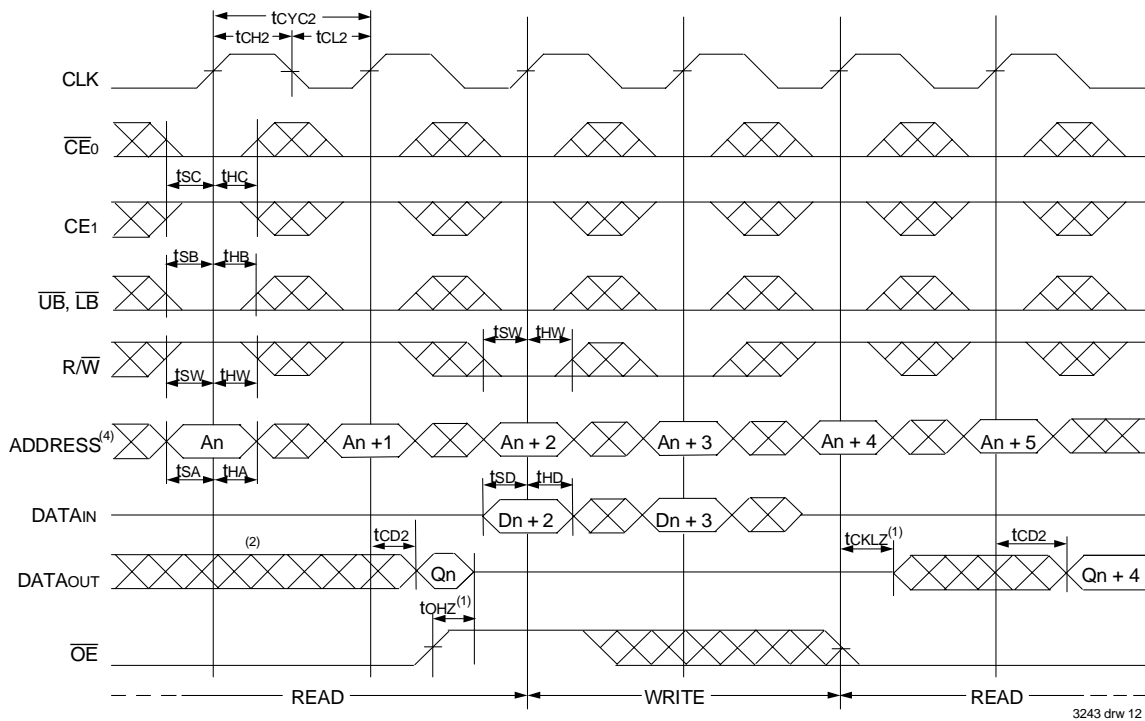 tCYC2
tCH2 tCL2
CLK
CE0
tSC tHC
CE1
tSB tHB
UB, LB
tSW tHW
R/W
tSW tHW
ADDRESS(4) An An + 1 An + 2 An + 3 An + 4 An + 5
tSA tHA
tSD tHD
DATAIN Dn + 2 Dn + 3
(2) tCD2 tCKLZ(1) tCD2
DATAOUT Qn Qn + 4
tOHZ(1)
OE
READ WRITE READ
3243 drw 12